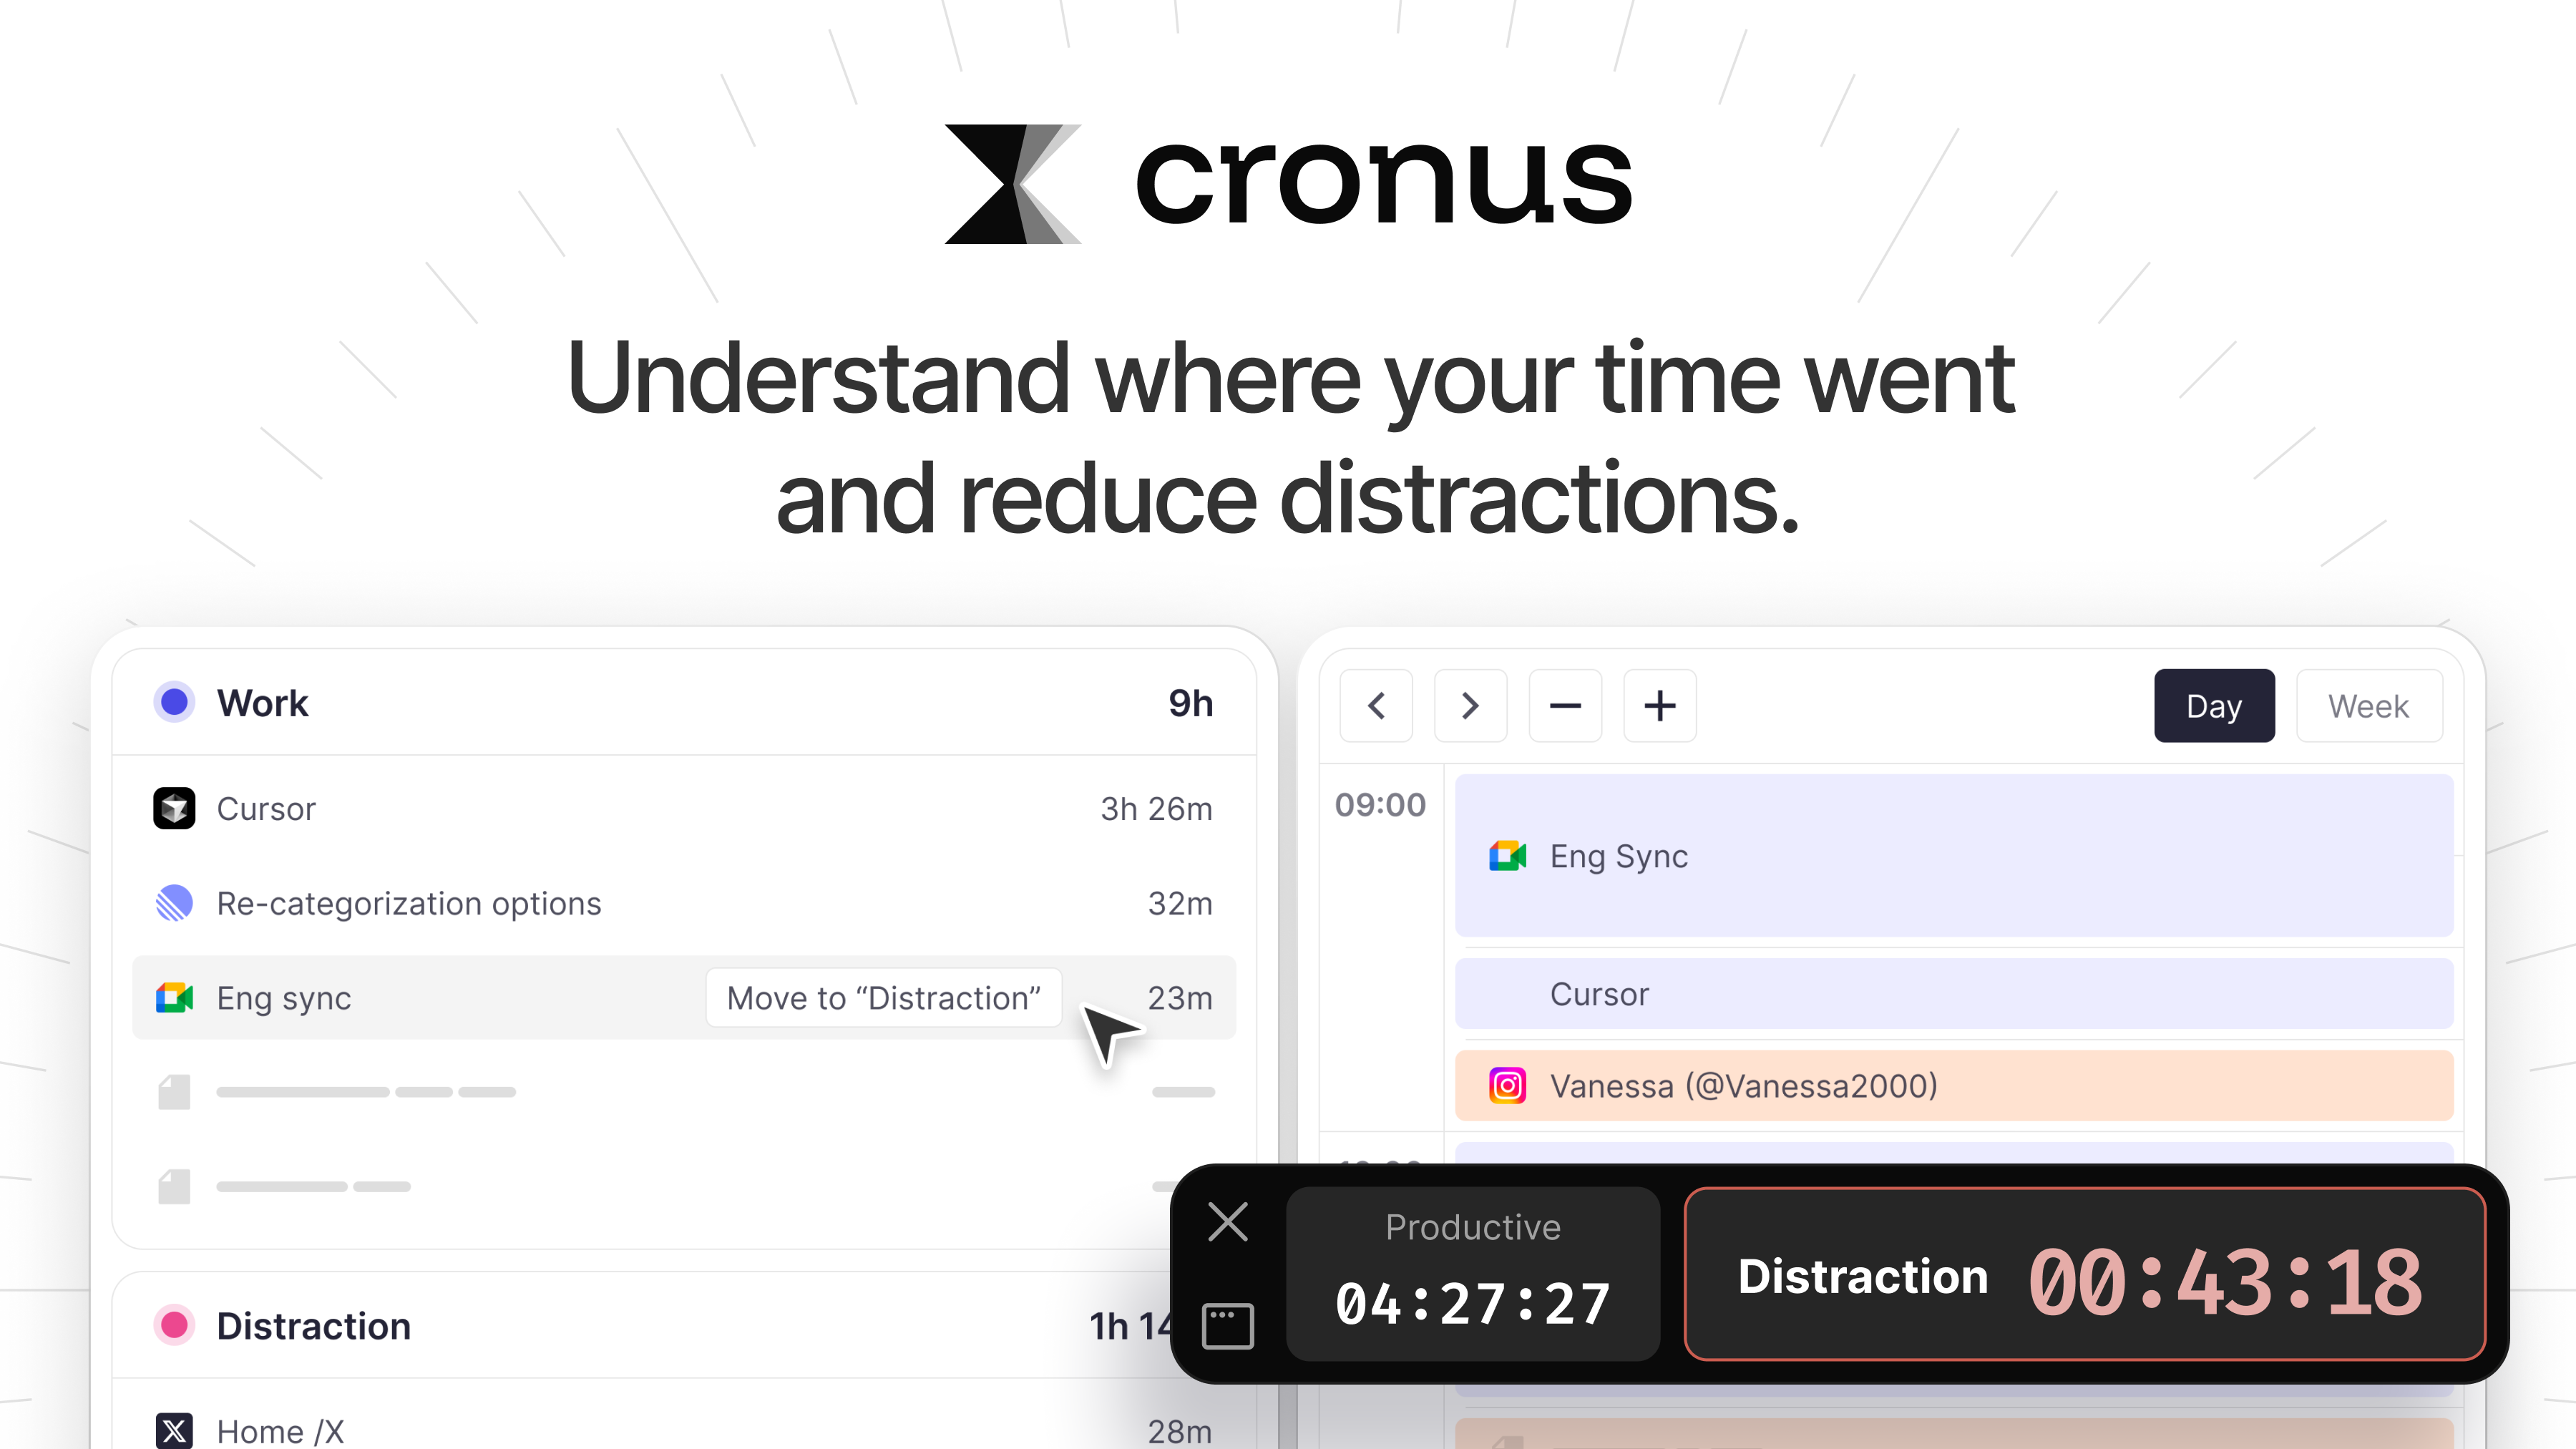 cronus
Understand where your time went
and reduce distractions.
Work 9h
Cursor 3h 26m
Re-categorization options 32m
Eng sync Move to “Distraction” 23m
Distraction 1h
Home /X 28m
Day Week
09:00
Eng Sync
Cursor
Vanessa (@Vanessa2000)
Productive
04:27:27
Distraction 00:43:18